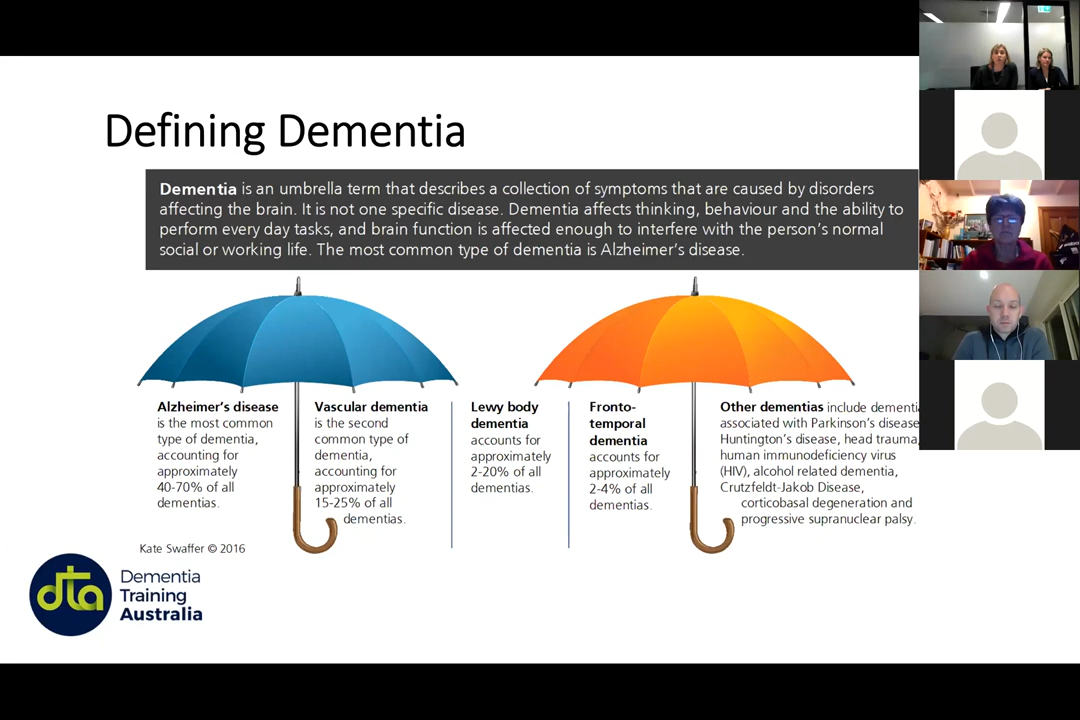 Defining Dementia
Dementia is an umbrella term that describes a collection of symptoms that are caused by disorders
affecting the brain. It is not one specific disease. Dementia affects thinking, behaviour and the ability to
perform every day tasks, and brain function is affected enough to interfere with the person's normal
social or working life. The most common type of dementia is Alzheimer's disease.
Alzheimer's disease
is the most common
type of dementia,
accounting for
approximately
40-70% of all
dementias.
Vascular dementia
is the second
common type of
dementia,
accounting for
approximately
15-25% of all
dementias.
Lewy body
dementia
accounts for
approximately
2-20% of all
dementias.
Fronto-
temporal
dementia
accounts for
approximately
2-4% of all
dementias.
Other dementias include
associated with Parkinson's disease
Huntington's disease, head trauma,
human immunodeficiency virus
(HIV), alcohol related dementia,
Crutzfeldt-Jakob Disease,
corticobasal degeneration and
progressive supranuclear palsy.
Kate Swaffer © 2016
dta
Dementia
Training
Australia